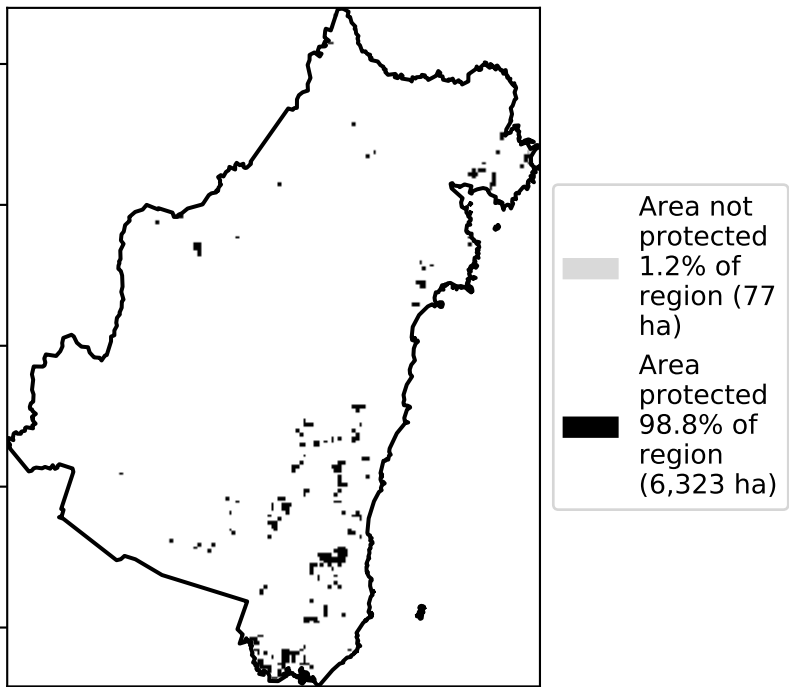 Area not
protected
1.2% of
region (77
ha)
Area
protected
98.8% of
region
(6,323 ha)